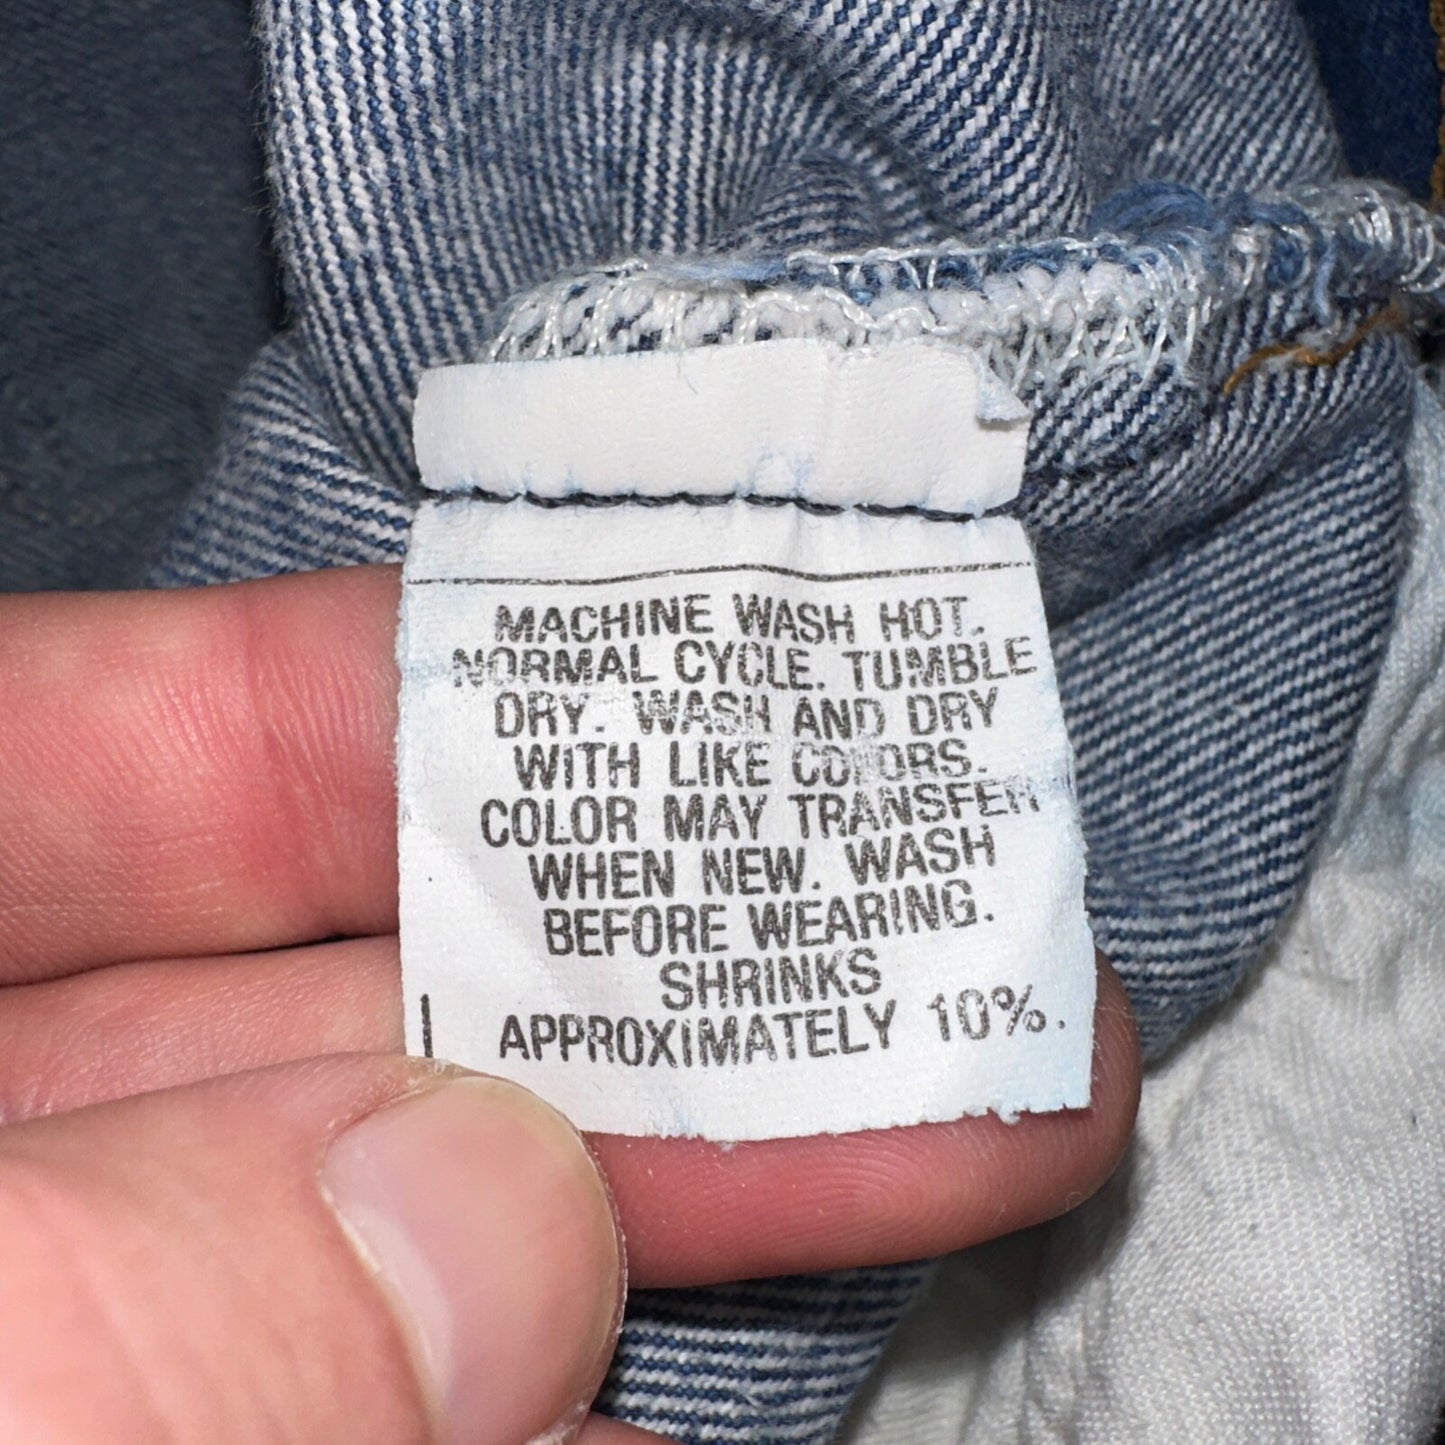 MACHINE WASH HOT.
NORMAL CYCLE. TUMBLE
DRY. WASH AND DRY
WITH LIKE COLORS.
COLOR MAY TRANSFER
WHEN NEW. WASH
BEFORE WEARING.
SHRINKS
APPROXIMATELY 10%.